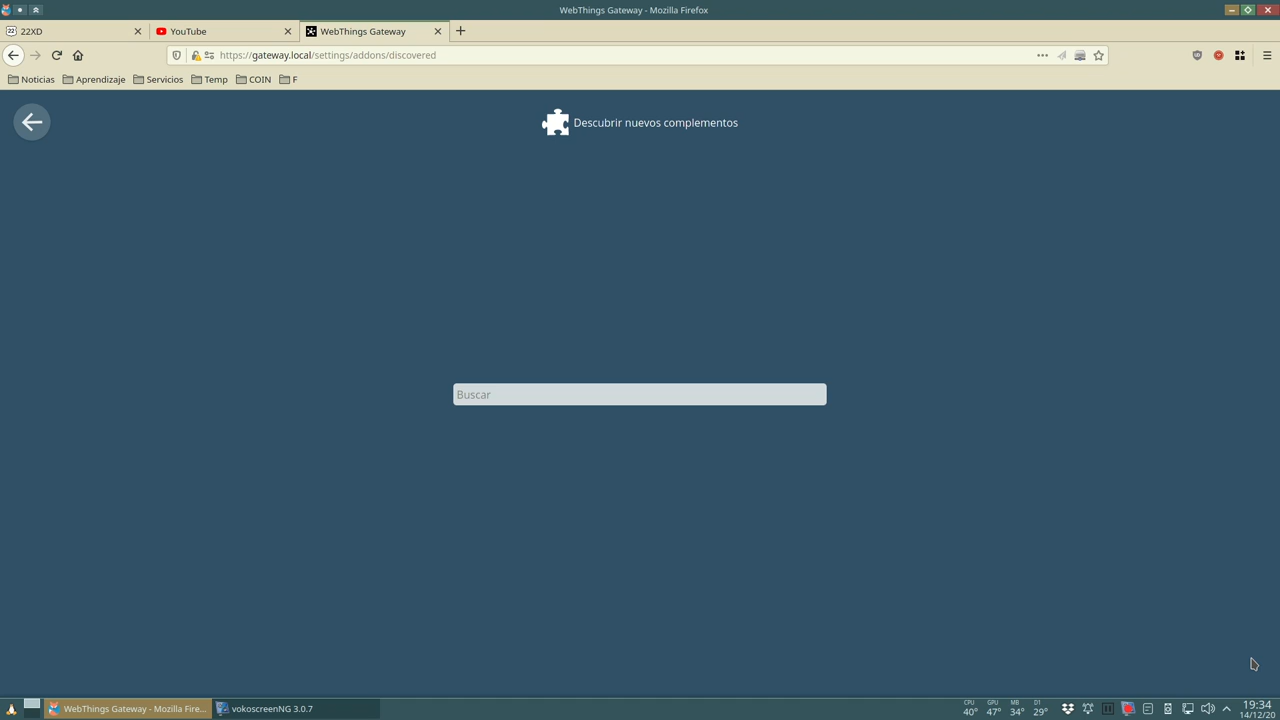 WebThings Gateway - Mozilla Firefox
22 22XD
YouTube
WebThings Gateway
https://gateway.local/settings/addons/discovered
Noticias Aprendizaje Servicios Temp COIN F
Descubrir nuevos complementos
Buscar
WebThings Gateway - Mozilla Fire...
vokoscreenNG 3.0.7
CPU 40°
GPU 47°
MB 34°
D1 29°
19:34
14/12/20